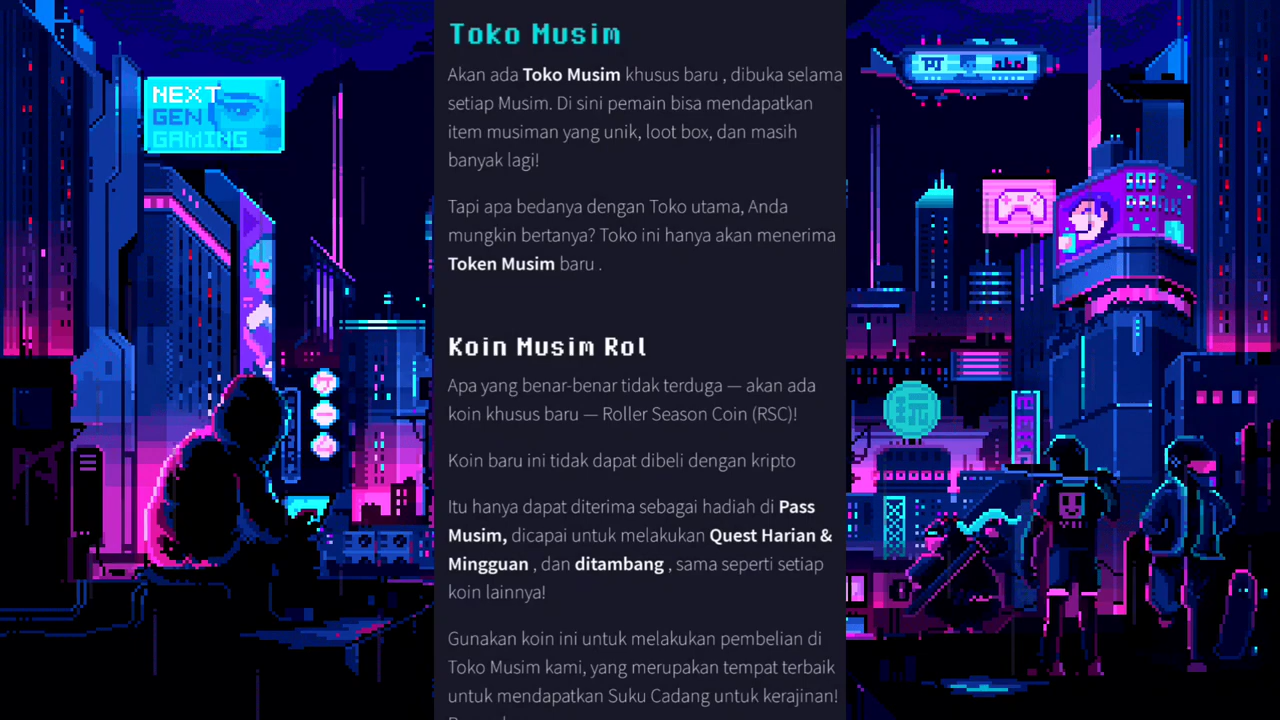 NEXT
GEN
GAMING
Toko Musim
Akan ada Toko Musim khusus baru , dibuka selama
setiap Musim. Di sini pemain bisa mendapatkan
item musiman yang unik, loot box, dan masih
banyak lagi!
Tapi apa bedanya dengan Toko utama, Anda
mungkin bertanya? Toko ini hanya akan menerima
Token Musim baru .
Koin Musim Rol
Apa yang benar-benar tidak terduga — akan ada
koin khusus baru — Roller Season Coin (RSC)!
Koin baru ini tidak dapat dibeli dengan kripto
Itu hanya dapat diterima sebagai hadiah di Pass
Musim, dicapai untuk melakukan Quest Harian &
Mingguan , dan ditambang , sama seperti setiap
koin lainnya!
Gunakan koin ini untuk melakukan pembelian di
Toko Musim kami, yang merupakan tempat terbaik
untuk mendapatkan Suku Cadang untuk kerajinan!